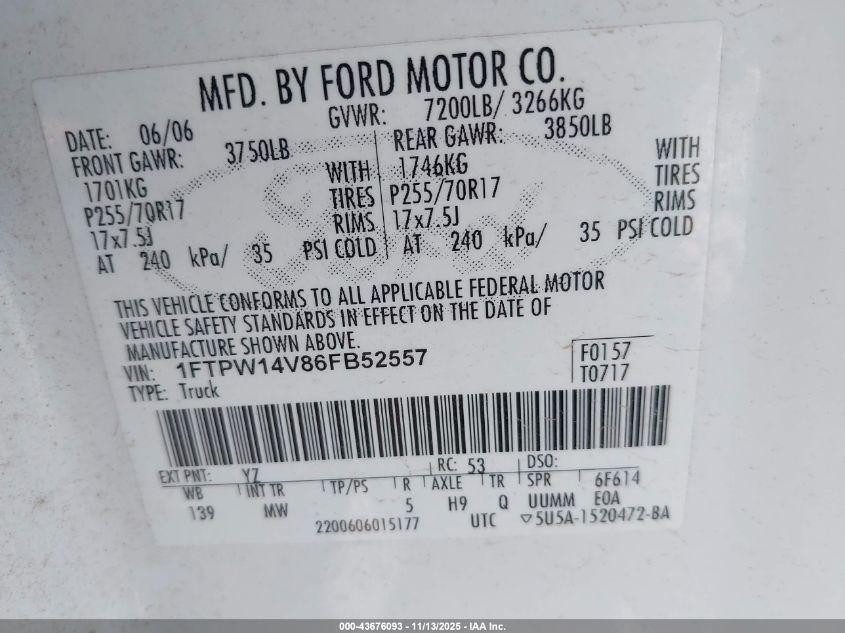 MFD. BY FORD MOTOR CO.
DATE: 06/06 GVWR: 7200LB/ 3266KG
FRONT GAWR: 3750LB REAR GAWR: 3850LB
1701KG WITH 1746KG WITH
P255/70R17 TIRES P255/70R17 TIRES
17x7.5J RIMS 17x7.5J RIMS
AT 240 kPa/ 35 PSI COLD AT 240 kPa/ 35 PSI COLD
THIS VEHICLE CONFORMS TO ALL APPLICABLE FEDERAL MOTOR
VEHICLE SAFETY STANDARDS IN EFFECT ON THE DATE OF
MANUFACTURE SHOWN ABOVE.
VIN: 1FTPW14V86FB52557 F0157
TYPE: Truck T0717
EXT PNT: YZ RC: 53 DSO:
WB INT TR TP/PS R AXLE TR SPR 6F614
139 MW 5 H9 Q UUMM E0A
2200606015177 UTC ▽5U5A-1520472-BA
000-43676093 - 11/13/2025 - IAA Inc.